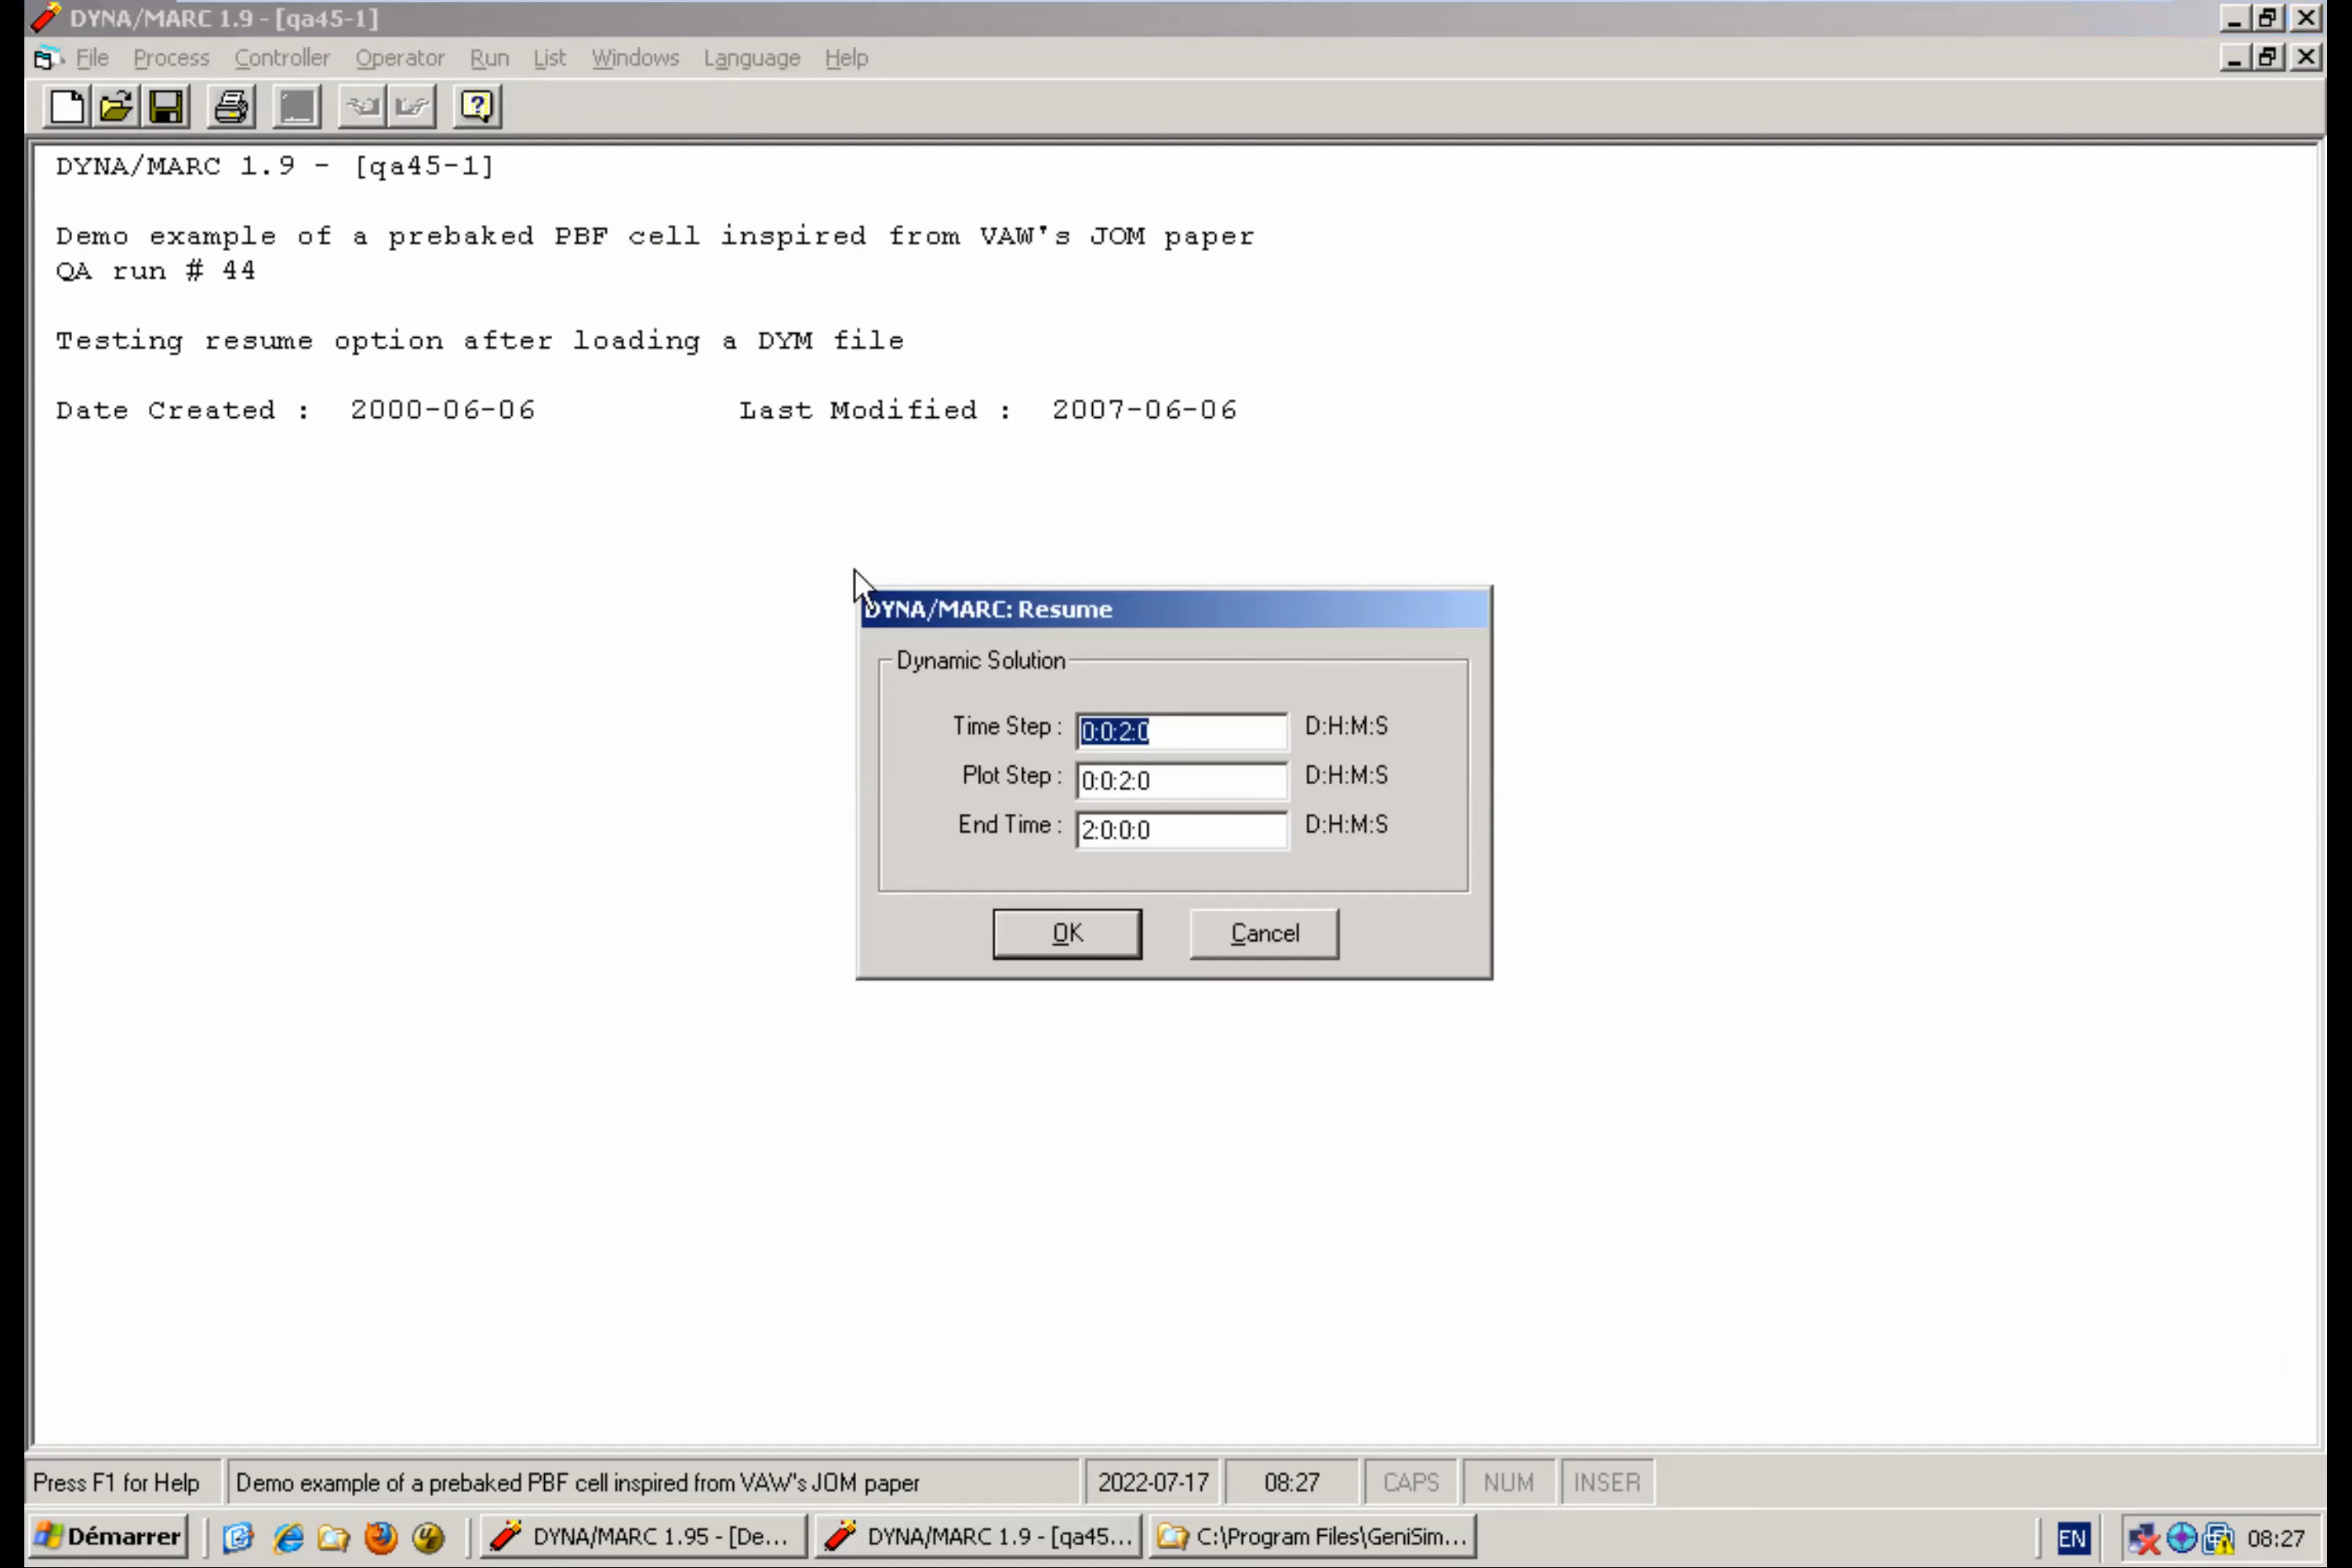 DYNA/MARC 1.9 - [qa45-1]
File Process Controller Operator Run List Windows Language Help
DYNA/MARC 1.9 - [qa45-1]
Demo example of a prebaked PBF cell inspired from VAW's JOM paper
QA run # 44
Testing resume option after loading a DYM file
Date Created : 2000-06-06 Last Modified : 2007-06-06
DYNA/MARC: Resume
Dynamic Solution
Time Step : 0:0:2:0 D:H:M:S
Plot Step : 0:0:2:0 D:H:M:S
End Time : 2:0:0:0 D:H:M:S
OK Cancel
Press F1 for Help Demo example of a prebaked PBF cell inspired from VAW's JOM paper 2022-07-17 08:27 CAPS NUM INSER
Démarrer DYNA/MARC 1.95 - [De... DYNA/MARC 1.9 - [qa45... C:\Program Files\GeniSim... EN 08:27